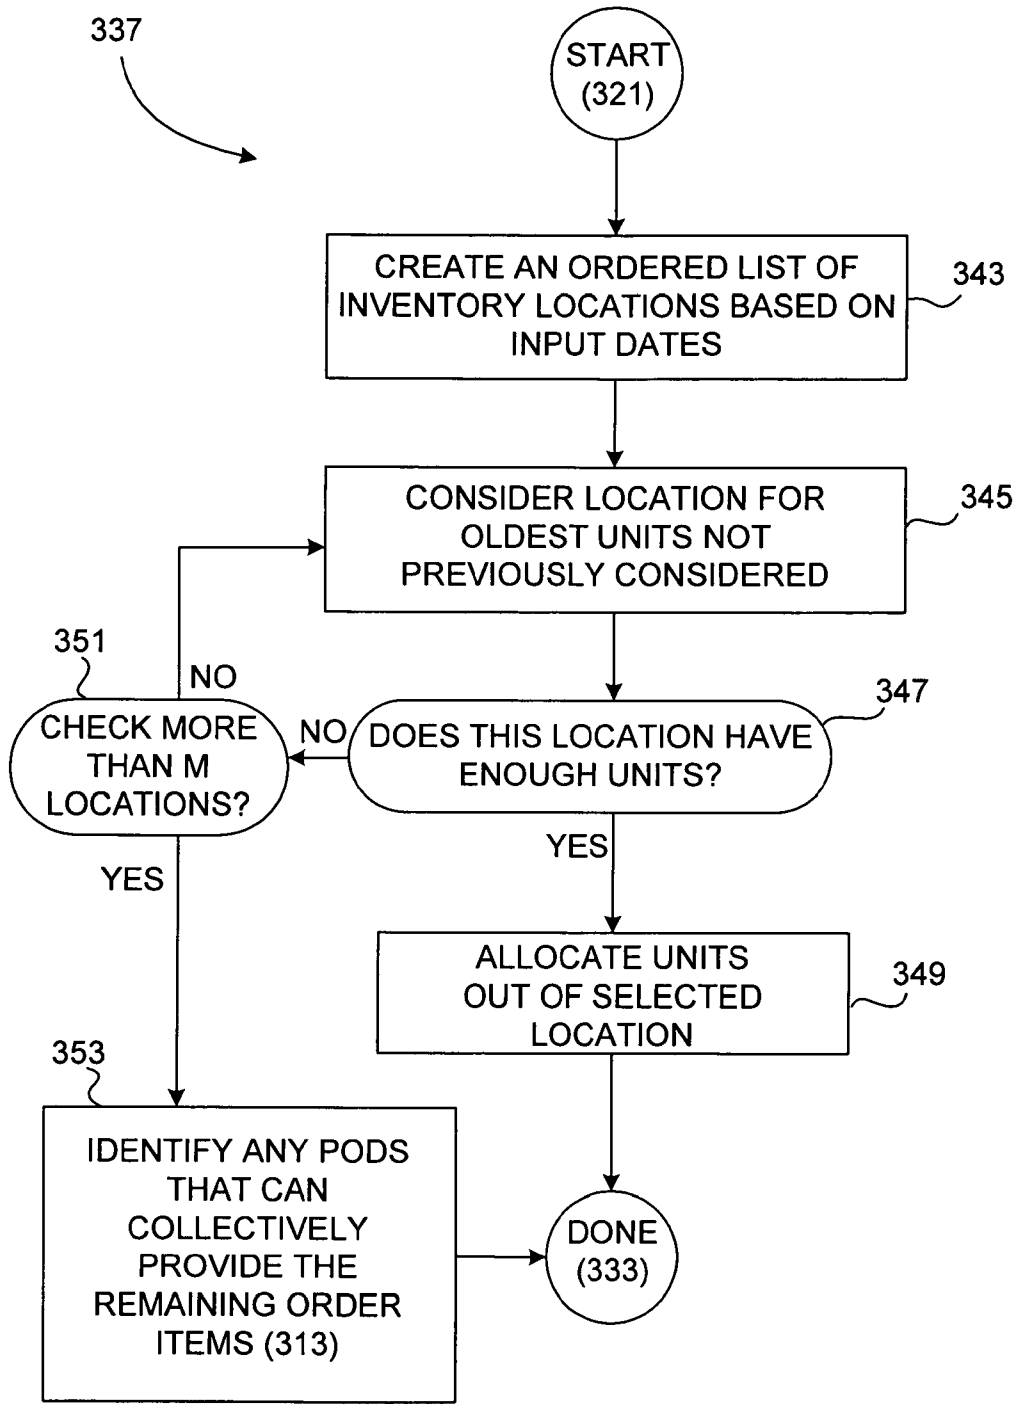 337
START
(321)
CREATE AN ORDERED LIST OF
INVENTORY LOCATIONS BASED ON
INPUT DATES
343
CONSIDER LOCATION FOR
OLDEST UNITS NOT
PREVIOUSLY CONSIDERED
345
351
NO
CHECK MORE
THAN M
LOCATIONS?
NO
DOES THIS LOCATION HAVE
ENOUGH UNITS?
347
YES
YES
ALLOCATE UNITS
OUT OF SELECTED
LOCATION
349
353
IDENTIFY ANY PODS
THAT CAN
COLLECTIVELY
PROVIDE THE
REMAINING ORDER
ITEMS (313)
DONE
(333)